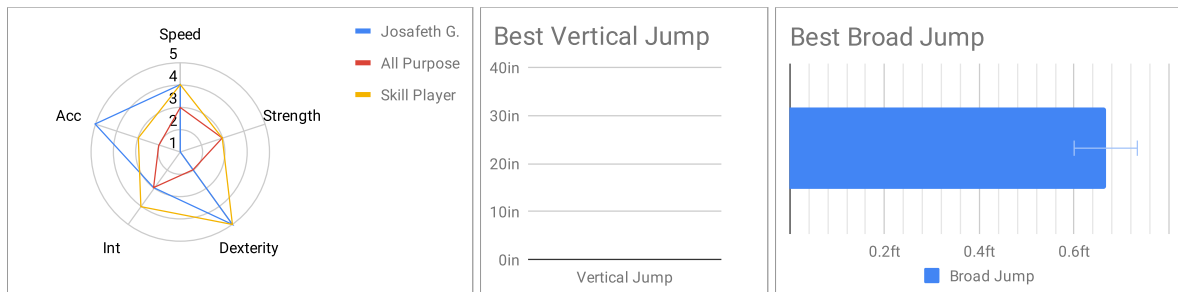 Speed
5
4
3
2
1
Acc
Strength
Int
Dexterity
Josafeth G.
All Purpose
Skill Player
Best Vertical Jump
40in
30in
20in
10in
0in
Vertical Jump
Best Broad Jump
0.2ft 0.4ft 0.6ft
Broad Jump